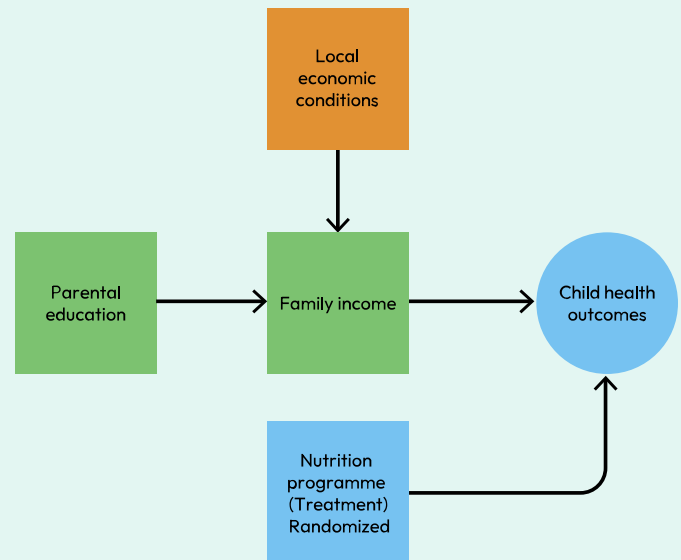 Local
economic
conditions
Parental
education
Family income
Child health
outcomes
Nutrition
programme
(Treatment)
Randomized